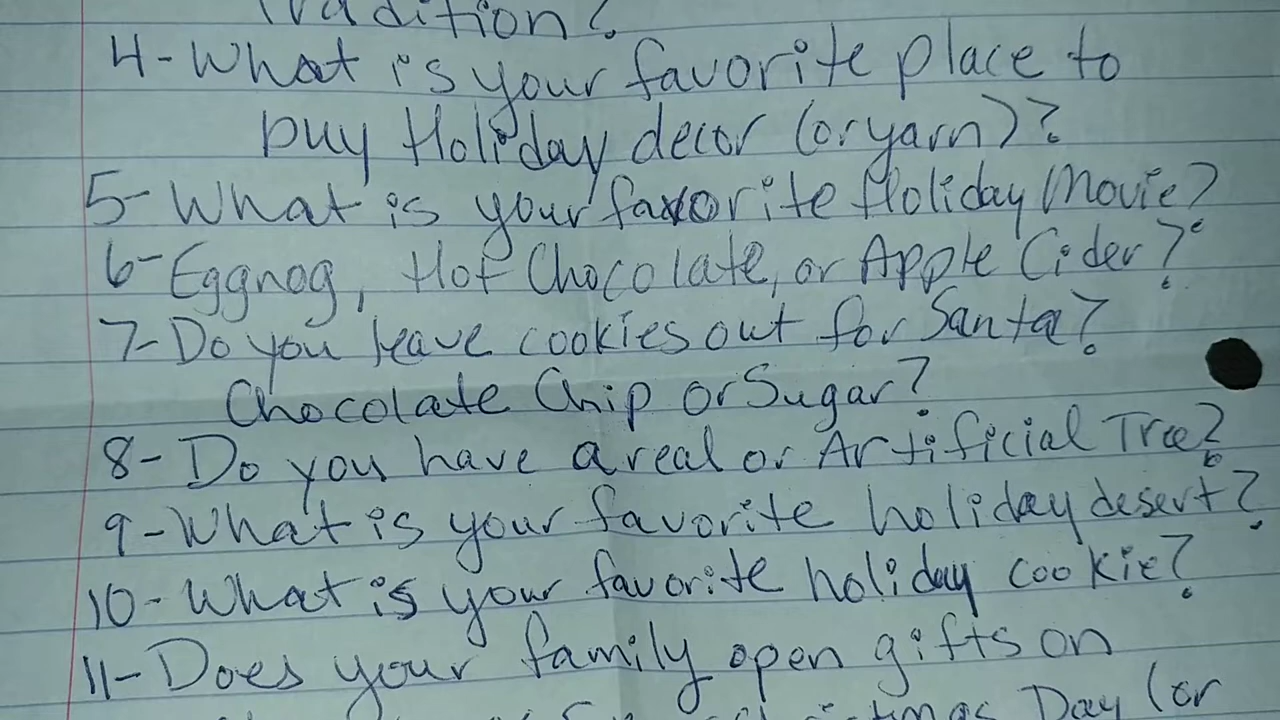 Tradition?
4-What is your favorite place to
buy Holiday decor (or yarn)?
5-What is your favorite Holiday Movie?
6-Eggnog, Hot Chocolate, or Apple Cider?
7-Do you leave cookies out for Santa?
Chocolate Chip or Sugar?
8-Do you have a real or Artificial Tree?
9-What is your favorite holiday desert?
10-What is your favorite holiday cookie?
11-Does your family open gifts on
Day (or